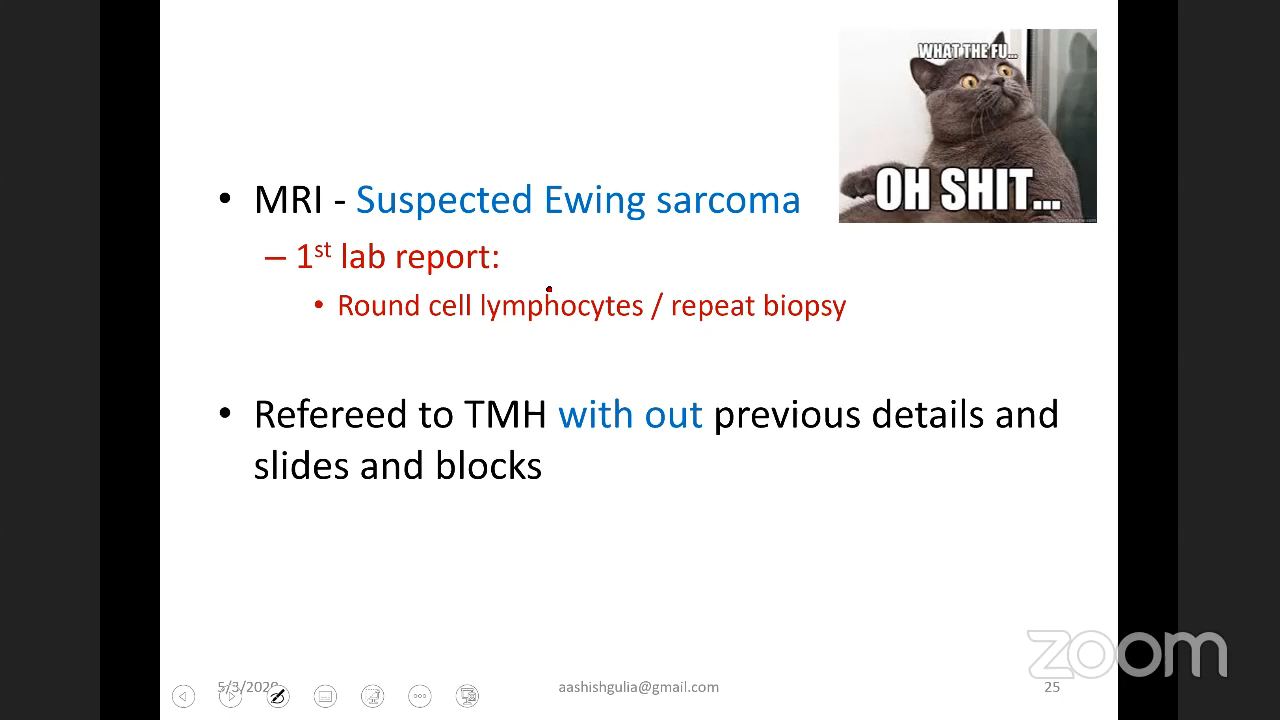 WHAT THE FU...
OH SHIT...
• MRI - Suspected Ewing sarcoma
– 1st lab report:
• Round cell lymphocytes / repeat biopsy
• Refereed to TMH with out previous details and
slides and blocks
zoom
5/3/2020
aashishgulia@gmail.com
25